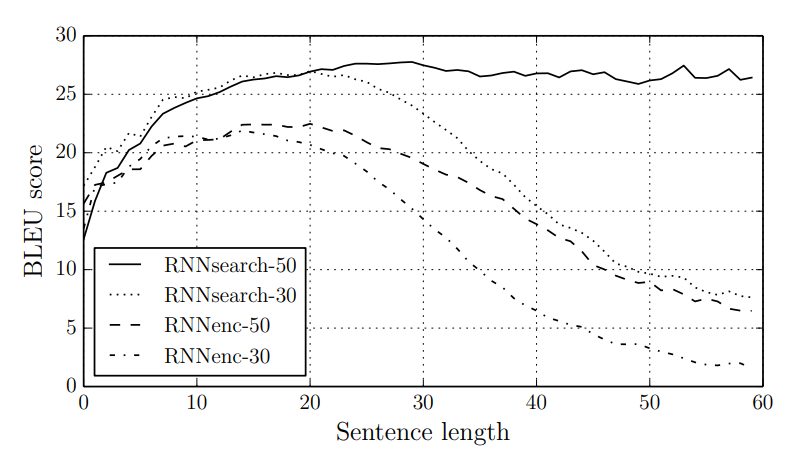 30
25
20
15
10
5
0
BLEU score
RNNsearch-50
RNNsearch-30
RNNenc-50
RNNenc-30
0 10 20 30 40 50 60
Sentence length